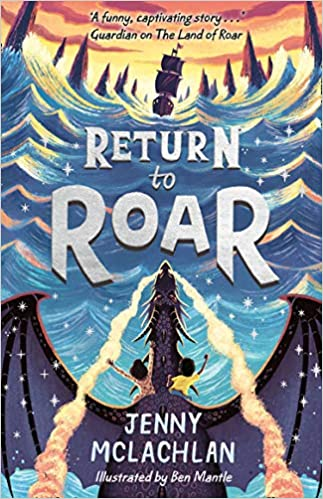 'A funny, captivating story . . .'
Guardian on The Land of Roar
RETURN
to
ROAR
JENNY
MCLACHLAN
Illustrated by Ben Mantle